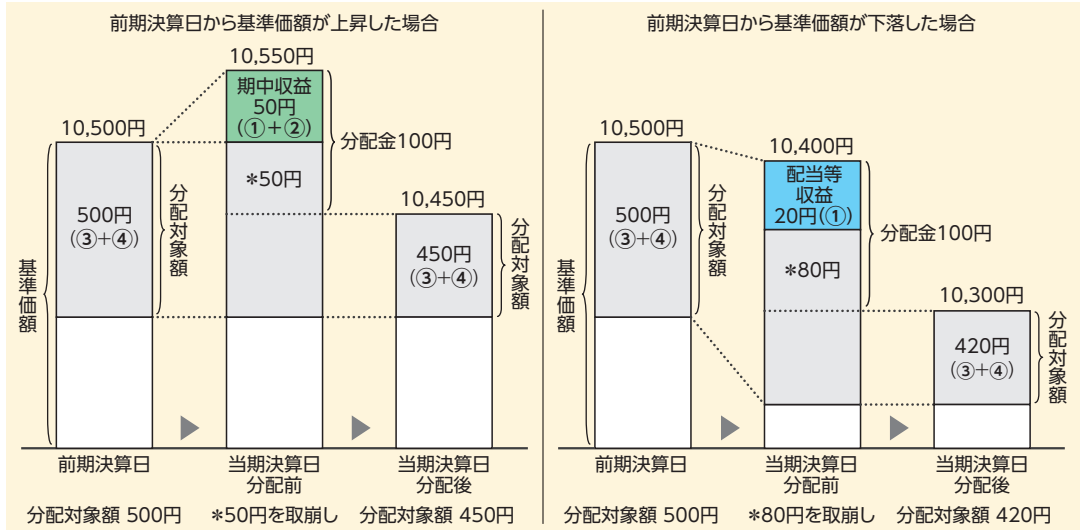 前期決算日から基準価額が上昇した場合
10,550円
期中収益
50円
(①+②)
10,500円
分配金100円
*50円
分配対象額
500円
(③+④)
10,450円
450円
(③+④)
分配対象額
基準価額
前期決算日
当期決算日
分配前
当期決算日
分配後
分配対象額 500円
*50円を取崩し
分配対象額 450円
前期決算日から基準価額が下落した場合
10,500円
10,400円
配当等
収益
20円(①)
分配金100円
*80円
分配対象額
500円
(③+④)
10,300円
420円
(③+④)
分配対象額
基準価額
前期決算日
当期決算日
分配前
当期決算日
分配後
分配対象額 500円
*80円を取崩し
分配対象額 420円